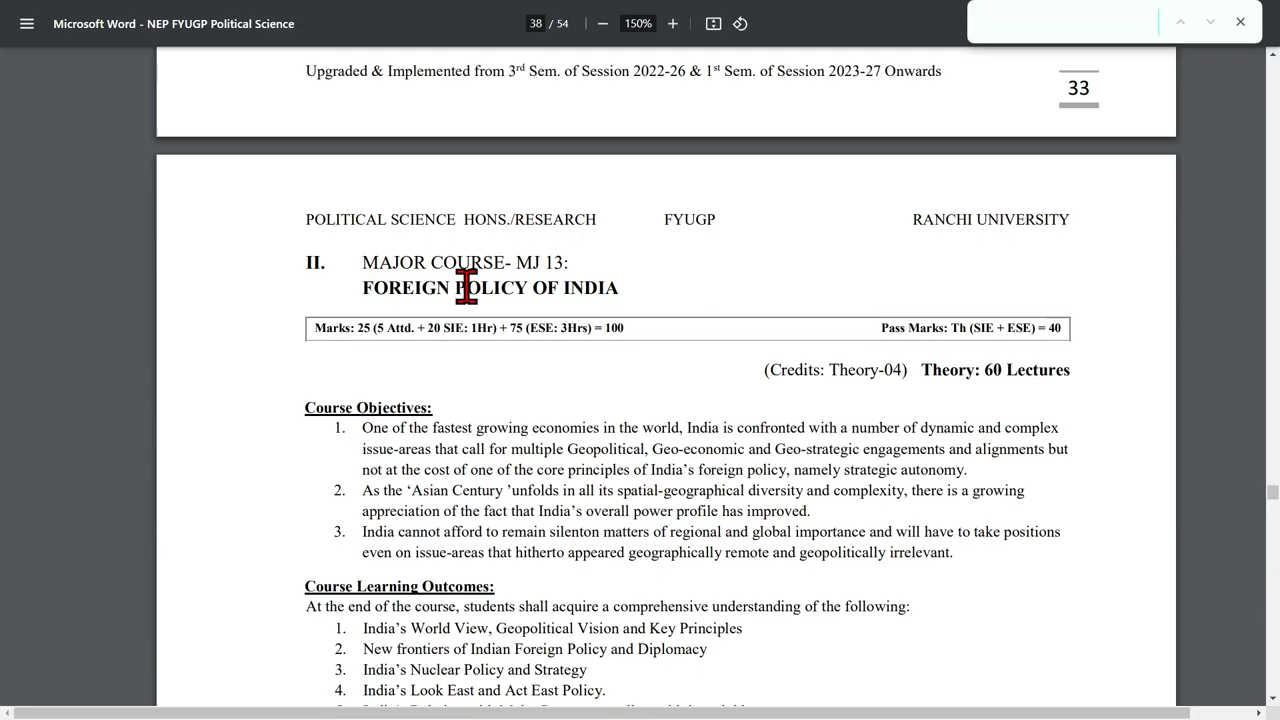 Microsoft Word - NEP FYUGP Political Science
38 / 54
150%
Upgraded & Implemented from 3rd Sem. of Session 2022-26 & 1st Sem. of Session 2023-27 Onwards
33
POLITICAL SCIENCE HONS./RESEARCH FYUGP RANCHI UNIVERSITY
II. MAJOR COURSE- MJ 13:
FOREIGN POLICY OF INDIA
Marks: 25 (5 Attd. + 20 SIE: 1Hr) + 75 (ESE: 3Hrs) = 100 Pass Marks: Th (SIE + ESE) = 40
(Credits: Theory-04) Theory: 60 Lectures
Course Objectives:
1. One of the fastest growing economies in the world, India is confronted with a number of dynamic and complex
issue-areas that call for multiple Geopolitical, Geo-economic and Geo-strategic engagements and alignments but
not at the cost of one of the core principles of India's foreign policy, namely strategic autonomy.
2. As the ‘Asian Century ’unfolds in all its spatial-geographical diversity and complexity, there is a growing
appreciation of the fact that India's overall power profile has improved.
3. India cannot afford to remain silenton matters of regional and global importance and will have to take positions
even on issue-areas that hitherto appeared geographically remote and geopolitically irrelevant.
Course Learning Outcomes:
At the end of the course, students shall acquire a comprehensive understanding of the following:
1. India's World View, Geopolitical Vision and Key Principles
2. New frontiers of Indian Foreign Policy and Diplomacy
3. India's Nuclear Policy and Strategy
4. India's Look East and Act East Policy.